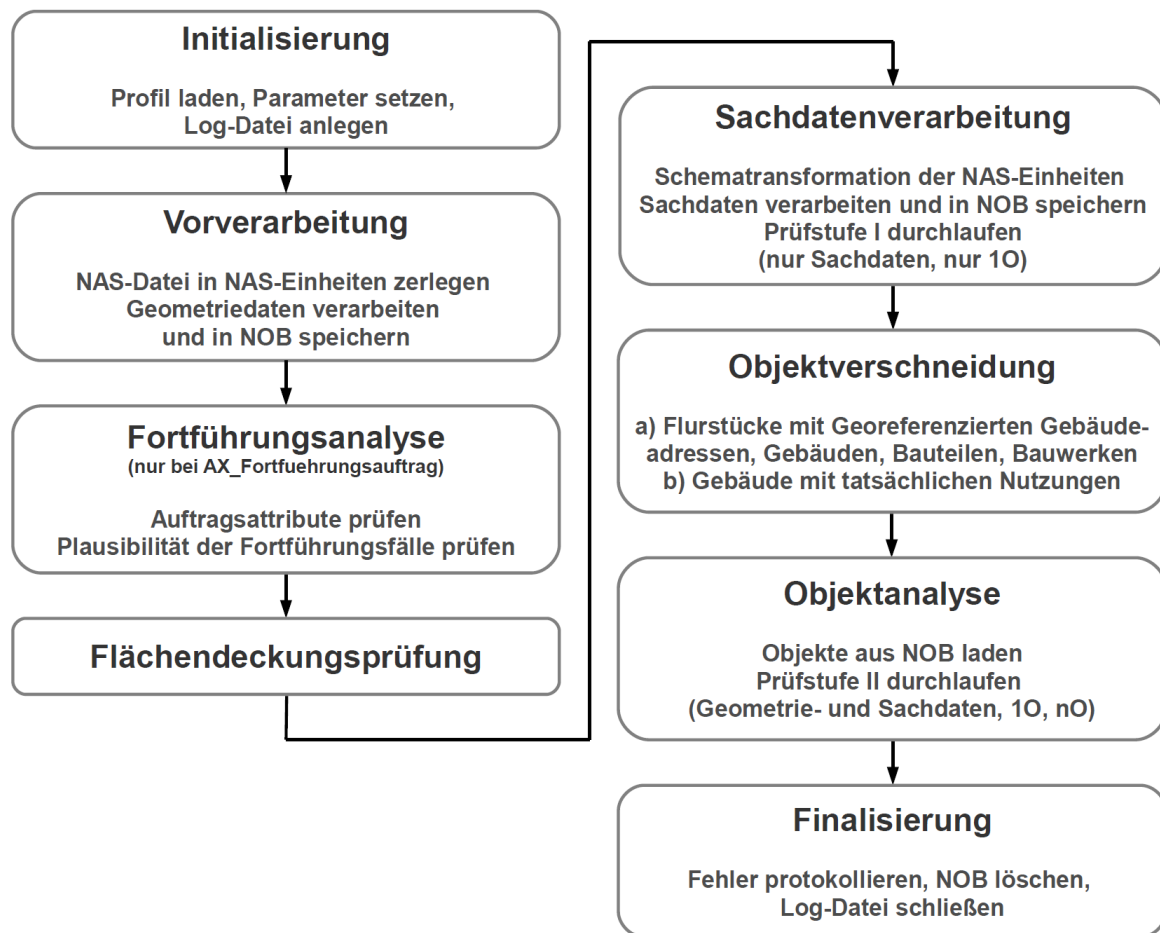 Initialisierung
Profil laden, Parameter setzen,
Log-Datei anlegen
Vorverarbeitung
NAS-Datei in NAS-Einheiten zerlegen
Geometriedaten verarbeiten
und in NOB speichern
Fortführungsanalyse
(nur bei AX_Fortfuehrungsauftrag)
Auftragsattribute prüfen
Plausibilität der Fortführungsfälle prüfen
Flächendeckungsprüfung
Sachdatenverarbeitung
Schematransformation der NAS-Einheiten
Sachdaten verarbeiten und in NOB speichern
Prüfstufe I durchlaufen
(nur Sachdaten, nur 1O)
Objektverschneidung
a) Flurstücke mit Georeferenzierten Gebäude-
adressen, Gebäuden, Bauteilen, Bauwerken
b) Gebäude mit tatsächlichen Nutzungen
Objektanalyse
Objekte aus NOB laden
Prüfstufe II durchlaufen
(Geometrie- und Sachdaten, 1O, nO)
Finalisierung
Fehler protokollieren, NOB löschen,
Log-Datei schließen